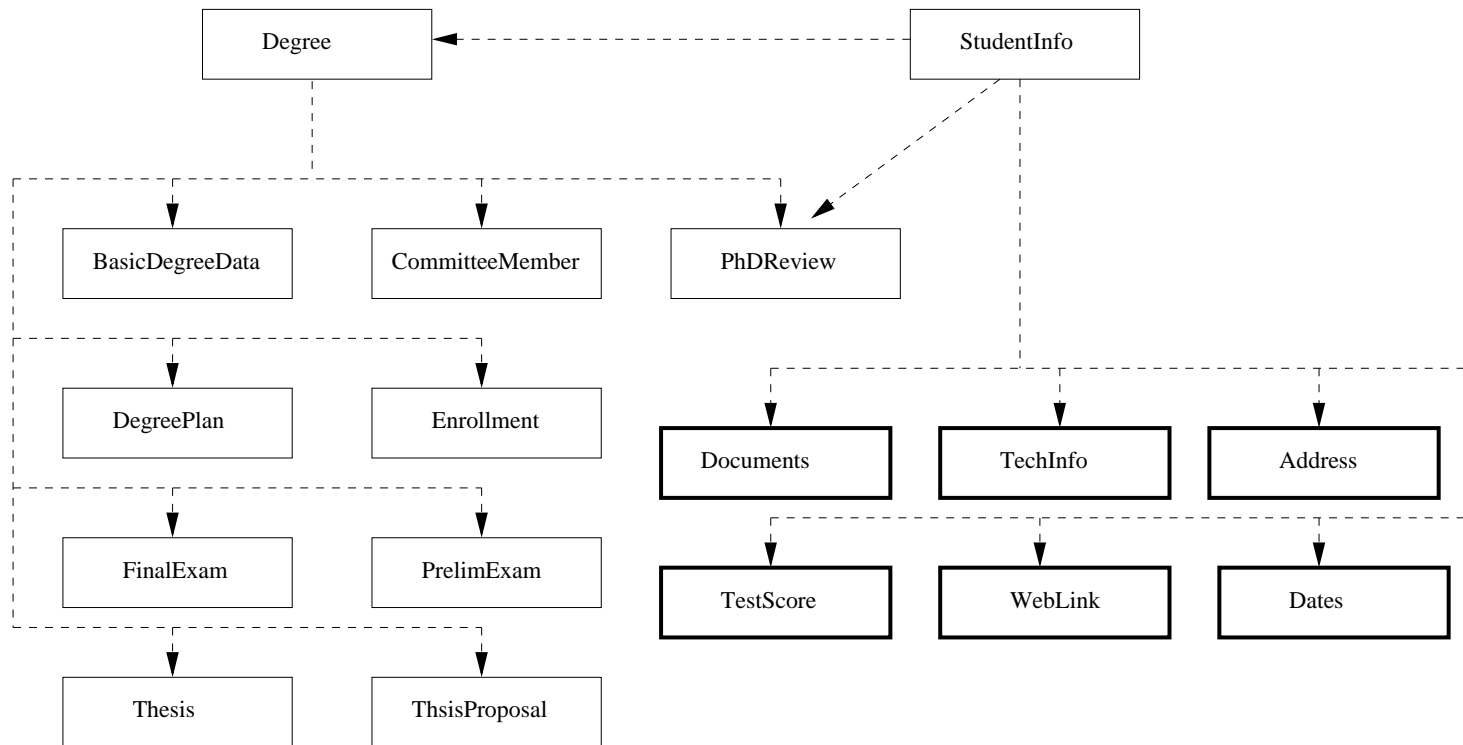 Degree
StudentInfo
BasicDegreeData
CommitteeMember
PhDReview
DegreePlan
Enrollment
Documents
TechInfo
Address
FinalExam
PrelimExam
TestScore
WebLink
Dates
Thesis
ThsisProposal